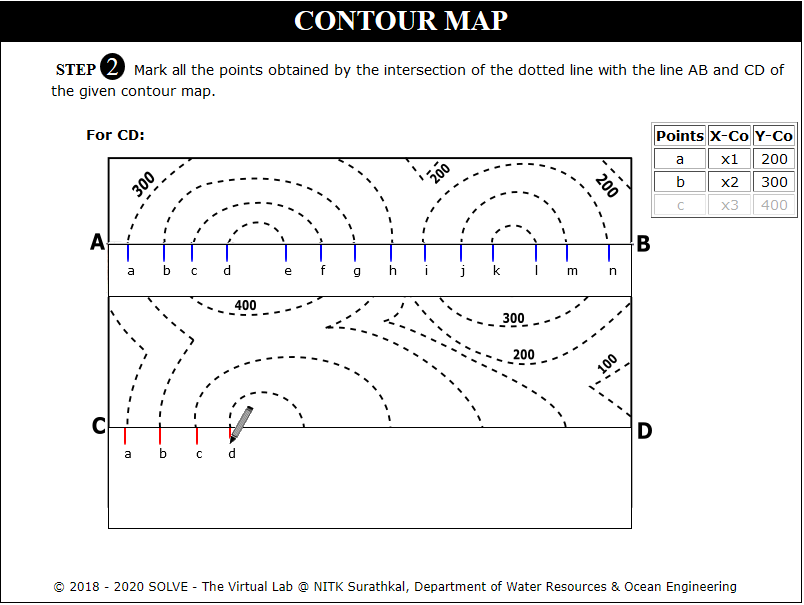 CONTOUR MAP
STEP 2 Mark all the points obtained by the intersection of the dotted line with the line AB and CD of
the given contour map.
For CD:
Points X-Co Y-Co
a x1 200
b x2 300
c x3 400
300 200 200
A B
a b c d e f g h i j k l m n
400
300
200
100
C D
a b c d
© 2018 - 2020 SOLVE - The Virtual Lab @ NITK Surathkal, Department of Water Resources & Ocean Engineering